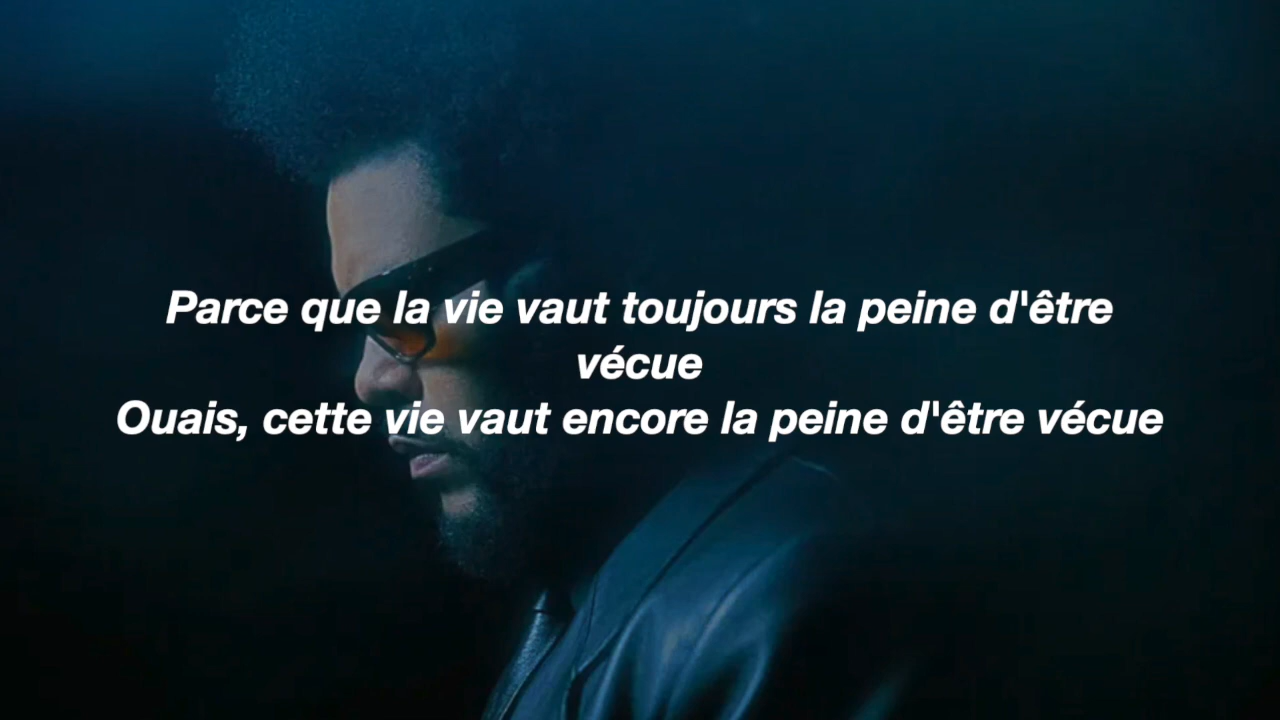 Parce que la vie vaut toujours la peine d'être
vécue
Ouais, cette vie vaut encore la peine d'être vécue